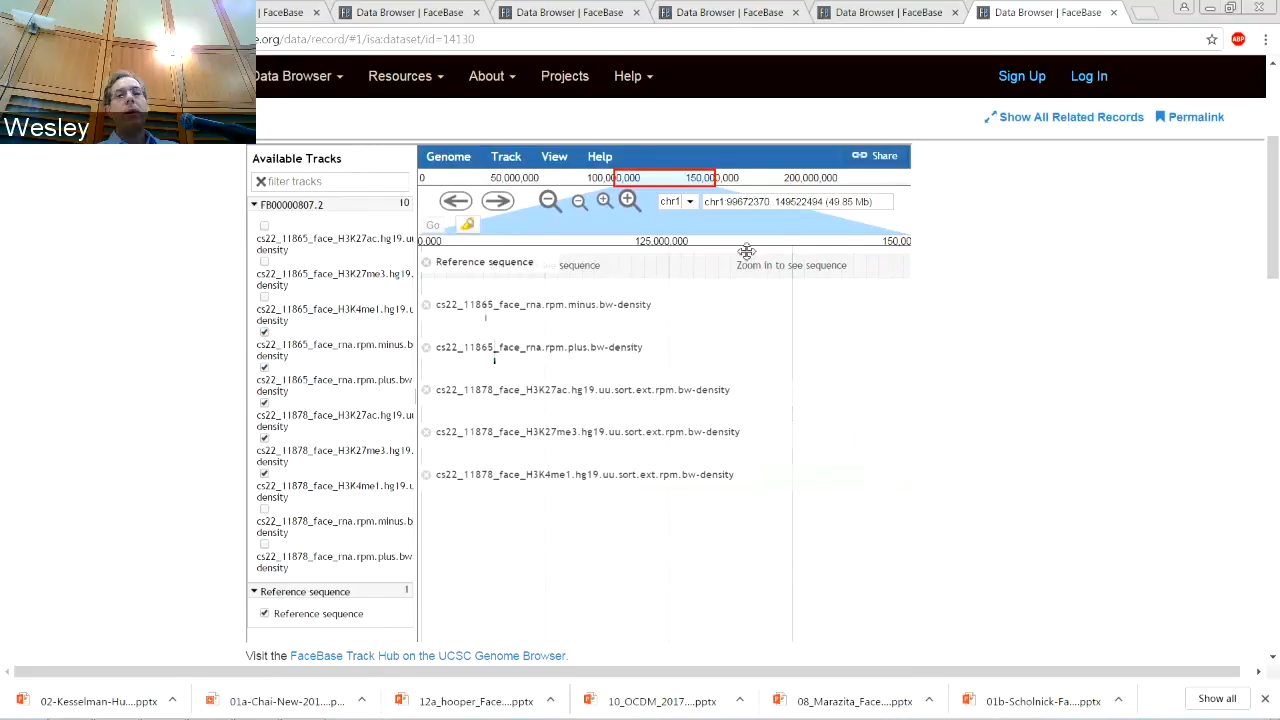 | FaceBase
Data Browser | FaceBase
Data Browser | FaceBase
Data Browser | FaceBase
Data Browser | FaceBase
Data Browser | FaceBase
e.org/data/record/#1/isa:dataset/id=14130
ABP
Data Browser
Resources
About
Projects
Help
Sign Up
Log In
Wesley
Show All Related Records
Permalink
Available Tracks
filter tracks
FB00000807.2
10
cs22_11865_face_H3K27ac.hg19.uu
density
cs22_11865_face_H3K27me3.hg19.
density
cs22_11865_face_H3K4me1.hg19.u
density
cs22_11865_face_rna.rpm.minus.bw
density
cs22_11865_face_rna.rpm.plus.bw
density
cs22_11878_face_H3K27ac.hg19.uu
density
cs22_11878_face_H3K27me3.hg19.
density
cs22_11878_face_H3K4me1.hg19.u
density
cs22_11878_face_rna.rpm.minus.b
density
cs22_11878_face_rna.rpm.plus.bw
density
Reference sequence
1
Reference sequence
Genome
Track
View
Help
Share
0
50,000,000
100,000,000
150,000,000
200,000,000
chr1
chr1:99672370..149522494 (49.85 Mb)
Go
0,000
125,000,000
150,00
Reference sequence
sequence
Zoom in to see sequence
cs22_11865_face_rna.rpm.minus.bw-density
cs22_11865_face_rna.rpm.plus.bw-density
cs22_11878_face_H3K27ac.hg19.uu.sort.ext.rpm.bw-density
cs22_11878_face_H3K27me3.hg19.uu.sort.ext.rpm.bw-density
cs22_11878_face_H3K4me1.hg19.uu.sort.ext.rpm.bw-density
Visit the FaceBase Track Hub on the UCSC Genome Browser.
02-Kesselman-Hu....pptx
01a-Chai-New-201....pptx
12a_hooper_Face....pptx
10_OCDM_2017....pptx
08_Marazita_Face....pptx
01b-Scholnick-Fa....pptx
Show all